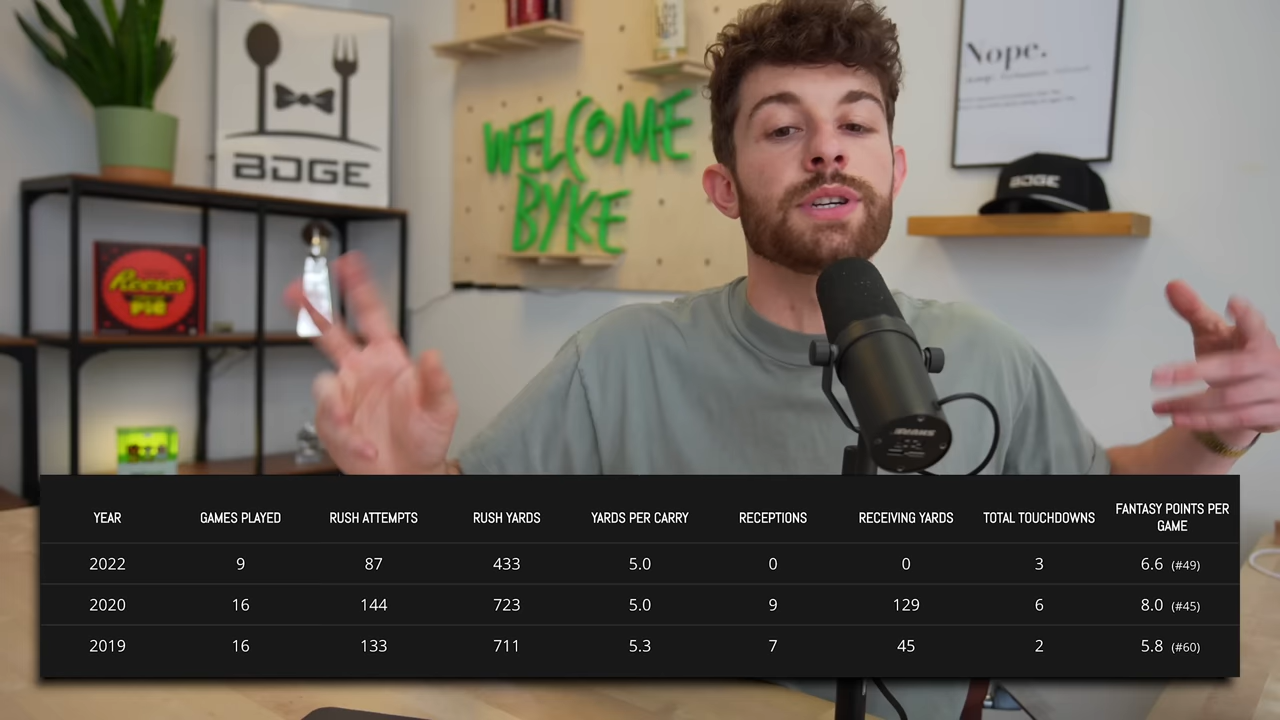 BDGE
WELCOME
BYKE
Nope.
BDGE
Reese's
PIE
YEAR GAMES PLAYED RUSH ATTEMPTS RUSH YARDS YARDS PER CARRY RECEPTIONS RECEIVING YARDS TOTAL TOUCHDOWNS FANTASY POINTS PER GAME
2022 9 87 433 5.0 0 0 3 6.6 (#49)
2020 16 144 723 5.0 9 129 6 8.0 (#45)
2019 16 133 711 5.3 7 45 2 5.8 (#60)